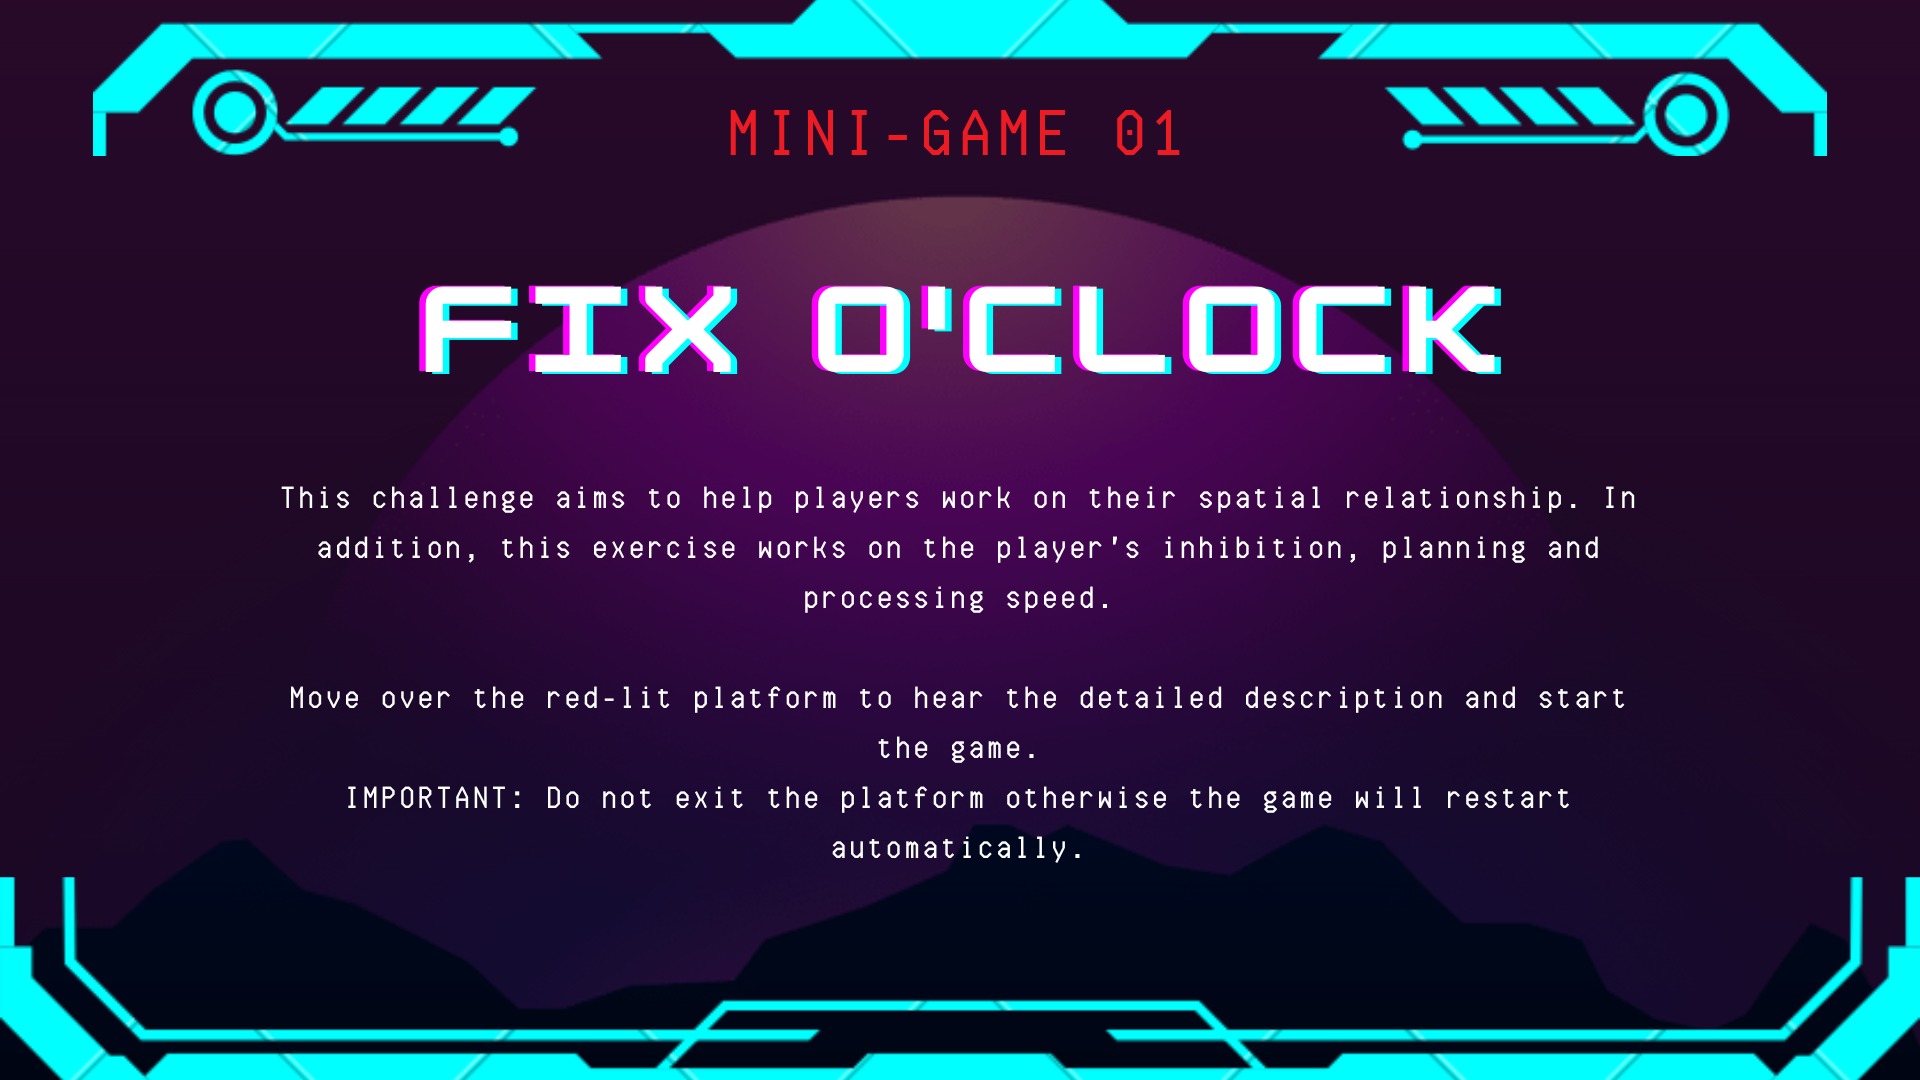 MINI-GAME 01
FIX O'CLOCK
This challenge aims to help players work on their spatial relationship. In
addition, this exercise works on the player's inhibition, planning and
processing speed.
Move over the red-lit platform to hear the detailed description and start
the game.
IMPORTANT: Do not exit the platform otherwise the game will restart
automatically.